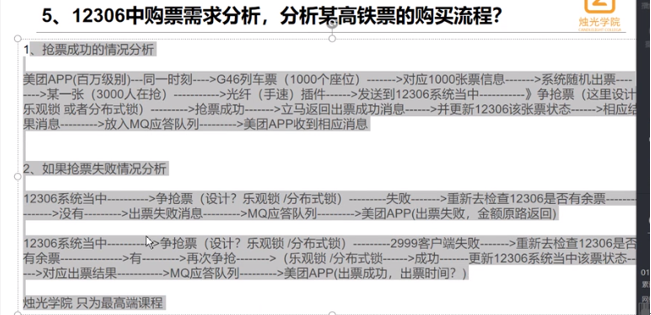 5、12306中购票需求分析，分析某高铁票的购买流程？
烛光学院
1、抢票成功的情况分析
美团APP(百万级别)---同一时刻---->G46列车票（1000个座位）------->对应1000张票信息------->系统随机出票----
---->某一张（3000人在抢）---------->光纤（手速）插件------>发送到12306系统当中---------》争抢票（这里设计
乐观锁 或者分布式锁）--------->抢票成功------->立马返回出票成功消息------>并更新12306该张票状态------>相应结
果消息--------->放入MQ应答队列--------->美团APP收到相应消息
2、如果抢票失败情况分析
12306系统当中---------->争抢票（设计？乐观锁 /分布式锁）---------失败------->重新去检查12306是否有余票-------
------->没有-------->出票失败消息-------->MQ应答队列-------->美团APP(出票失败，金额原路返回)
12306系统当中---------->争抢票（设计？乐观锁 /分布式锁）---------2999客户端失败------->重新去检查12306是否
有余票-------------->有------->再次争抢------->（乐观锁 /分布式锁------>成功-------更新12306系统当中该票状态----
---->对应出票结果----------->MQ应答队列-------->美团APP(出票成功，出票时间？)
烛光学院 只为最高端课程